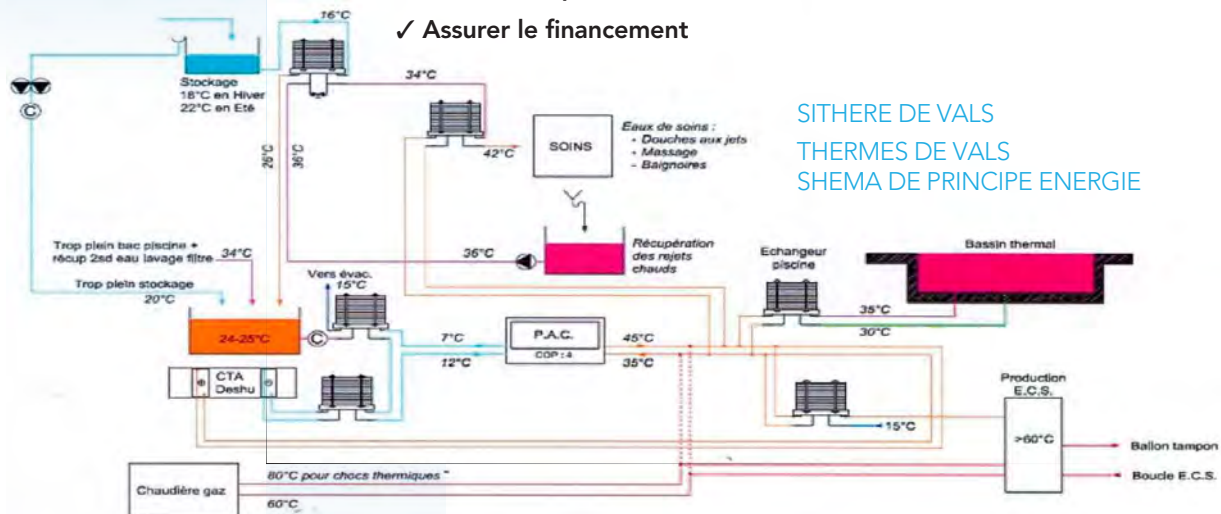 ✓ Assurer le financement
16°C
Stockage
18°C en Hiver
22°C en Eté
34°C
SITHERE DE VALS
THERMES DE VALS
SHEMA DE PRINCIPE ENERGIE
C
26°C
36°C
42°C
SOINS
Eaux de soins :
- Douches aux jets
- Massage
- Baignoires
Trop plein bac piscine +
récup 2sd eau lavage filtre
34°C
Trop plein stockage
20°C
36°C
Récupération
des rejets
chauds
Vers évac.
15°C
Echangeur
piscine
Bassin thermal
35°C
30°C
24-25°C
C
7°C
12°C
P.A.C.
COP : 4
45°C
35°C
CTA
Deshu
15°C
Production
E.C.S.
>60°C
Ballon tampon
Boucle E.C.S.
Chaudière gaz
80°C pour chocs thermiques "
60°C